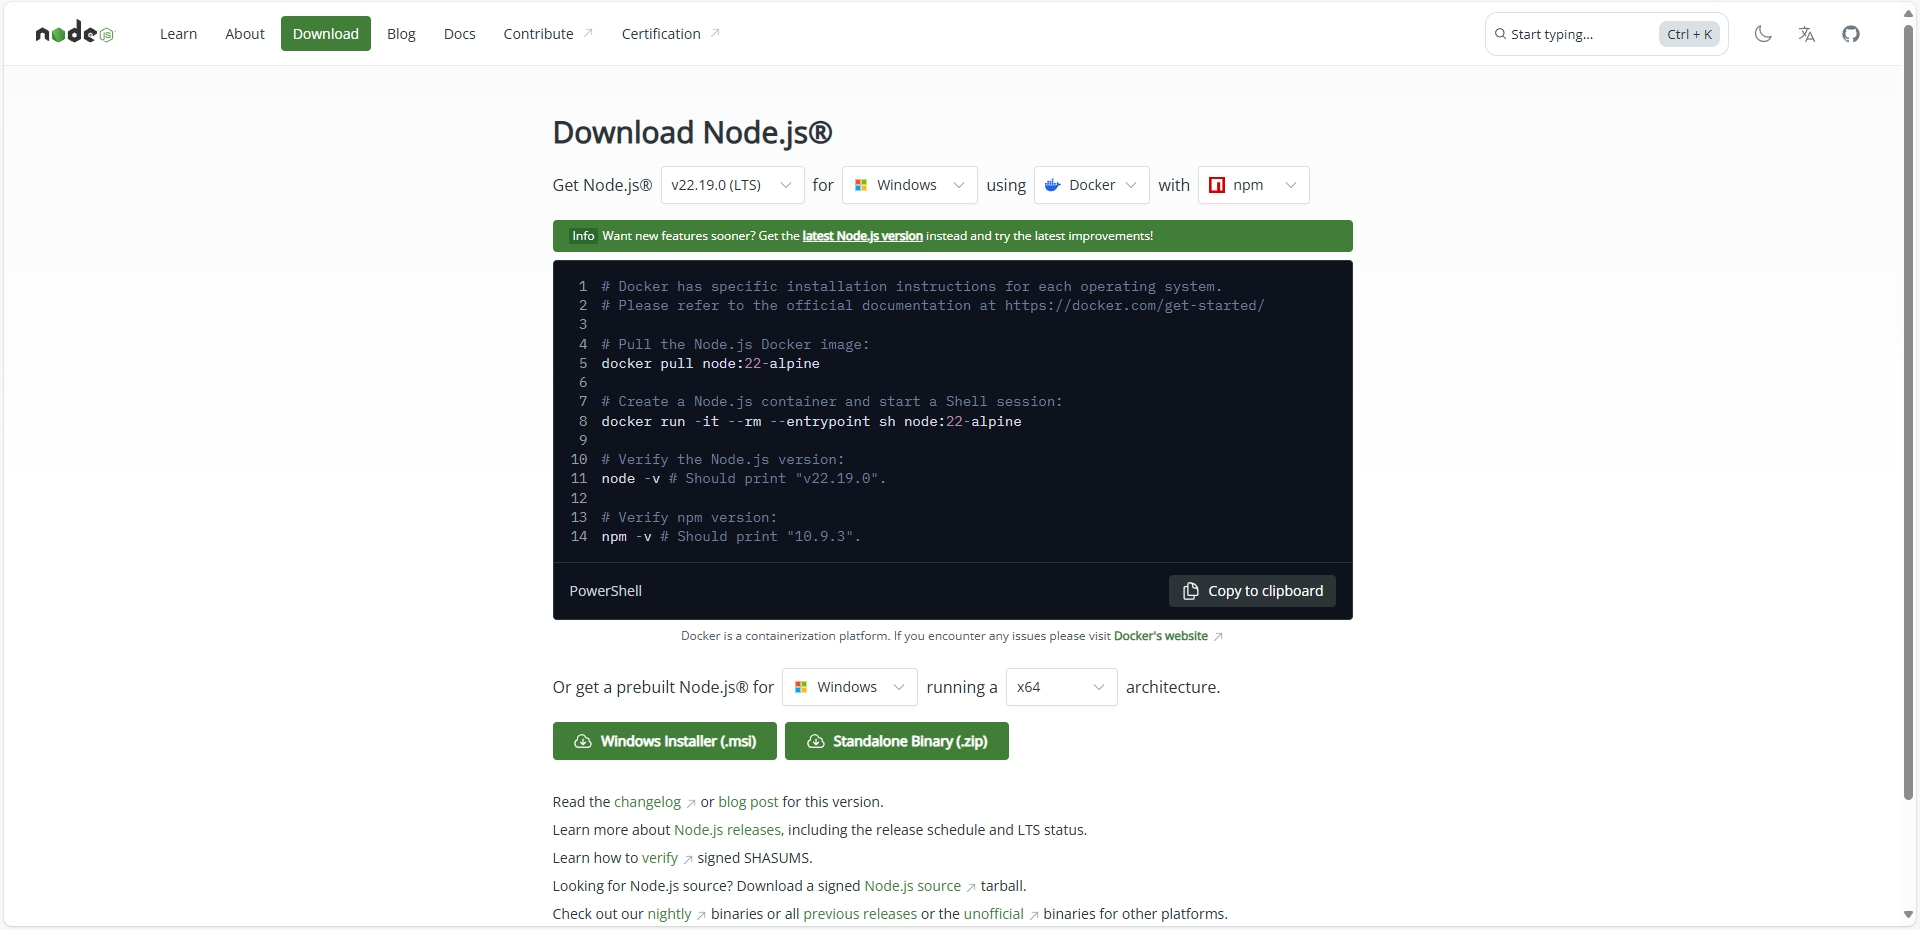 node JS
Learn About Download Blog Docs Contribute Certification Start typing... Ctrl + K
Download Node.js®
Get Node.js® v22.19.0 (LTS) for Windows using Docker with npm
Info Want new features sooner? Get the latest Node.js version instead and try the latest improvements!
1 # Docker has specific installation instructions for each operating system.
2 # Please refer to the official documentation at https://docker.com/get-started/
3
4 # Pull the Node.js Docker image:
5 docker pull node:22-alpine
6
7 # Create a Node.js container and start a Shell session:
8 docker run -it --rm --entrypoint sh node:22-alpine
9
10 # Verify the Node.js version:
11 node -v # Should print "v22.19.0".
12
13 # Verify npm version:
14 npm -v # Should print "10.9.3".
PowerShell Copy to clipboard
Docker is a containerization platform. If you encounter any issues please visit Docker's website
Or get a prebuilt Node.js® for Windows running a x64 architecture.
Windows Installer (.msi) Standalone Binary (.zip)
Read the changelog or blog post for this version.
Learn more about Node.js releases, including the release schedule and LTS status.
Learn how to verify signed SHASUMS.
Looking for Node.js source? Download a signed Node.js source tarball.
Check out our nightly binaries or all previous releases or the unofficial binaries for other platforms.